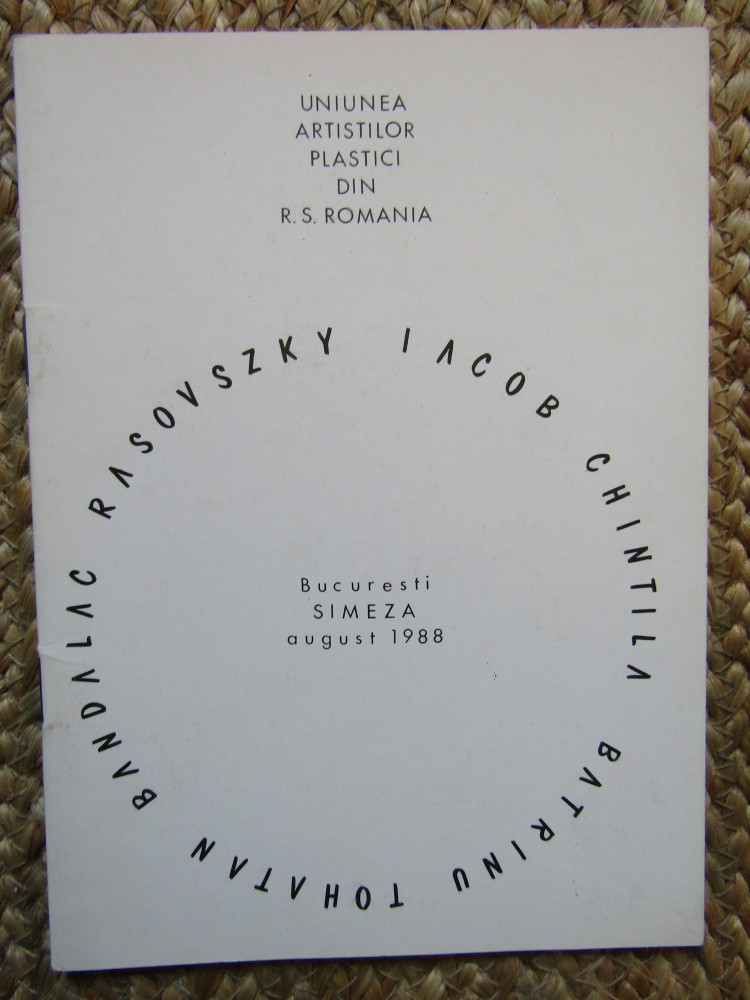 UNIUNEA
ARTISTILOR
PLASTICI
DIN
R. S. ROMANIA
IACOB CHINTILA BATRINU TOHATAN BANDALAC RASOVSZKY
Bucuresti
SIMEZA
august 1988